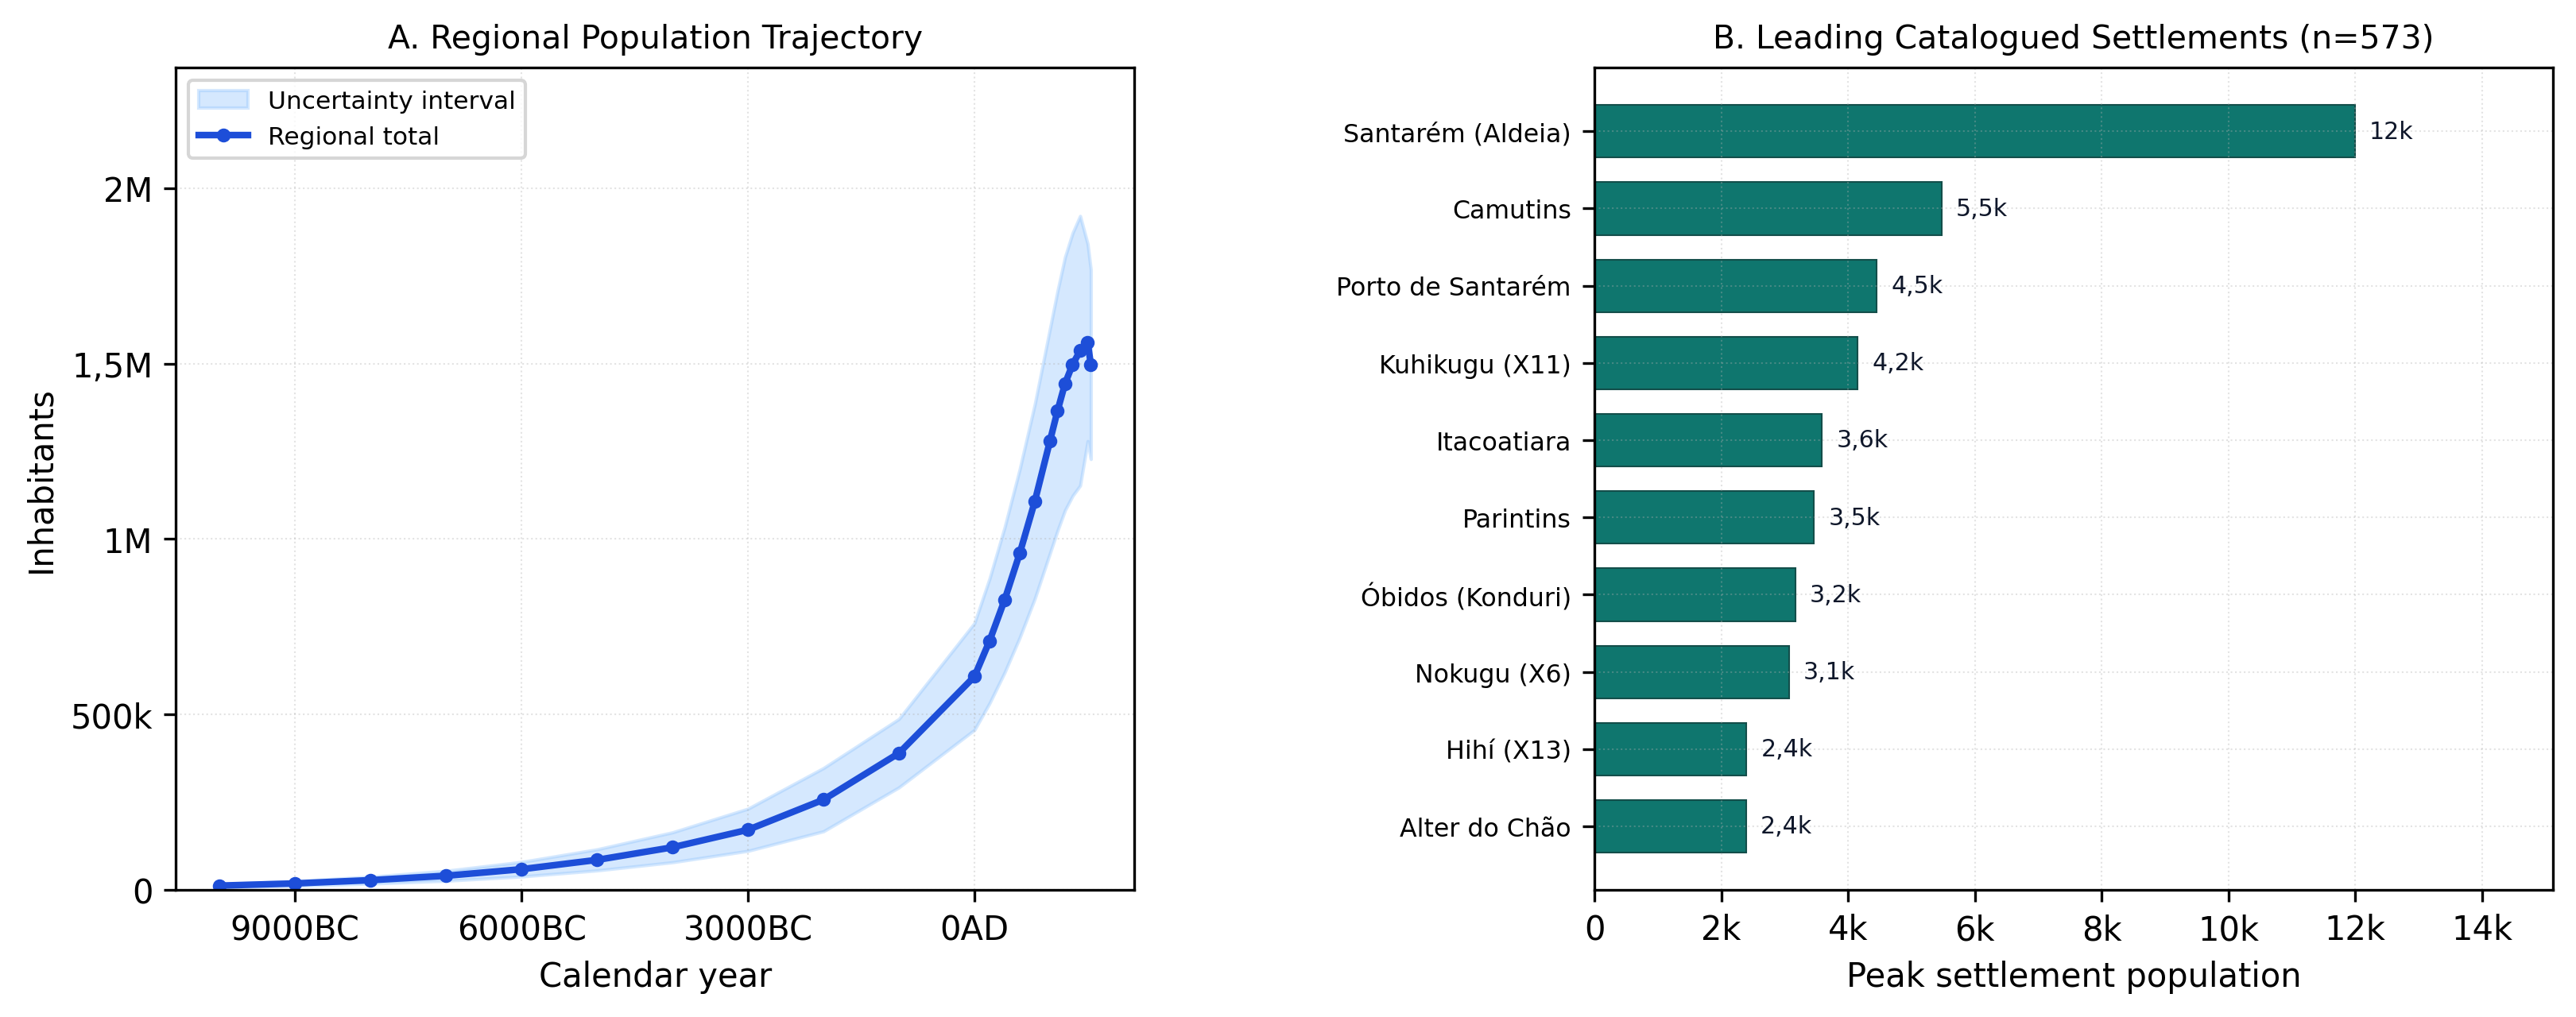 A. Regional Population Trajectory
Uncertainty interval
Regional total
Inhabitants
2M
1,5M
1M
500k
0
9000BC 6000BC 3000BC 0AD
Calendar year
B. Leading Catalogued Settlements (n=573)
Santarém (Aldeia) 12k
Camutins 5,5k
Porto de Santarém 4,5k
Kuhikugu (X11) 4,2k
Itacoatiara 3,6k
Parintins 3,5k
Óbidos (Konduri) 3,2k
Nokugu (X6) 3,1k
Hihí (X13) 2,4k
Alter do Chão 2,4k
0 2k 4k 6k 8k 10k 12k 14k
Peak settlement population